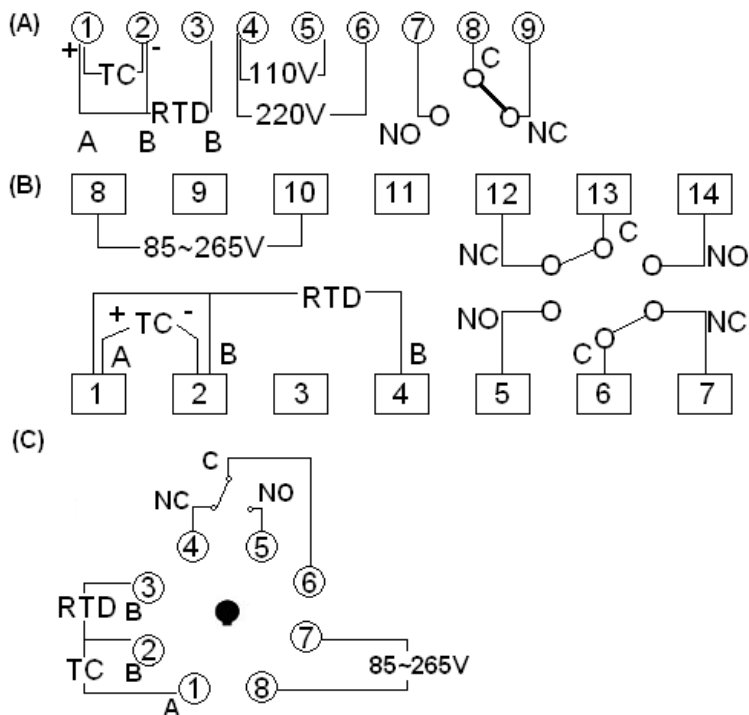 (A) 1 2 3 4 5 6 7 8 9
+ TC - 110V C
RTD 220V
A B B NO NC
(B) 8 9 10 11 12 13 14
85~265V NC C NO
RTD
+ TC - NO NC
A B B C
1 2 3 4 5 6 7
(C)
C
NC NO
4 5
3 6
RTD B
2 7
TC B 85~265V
1 8
A